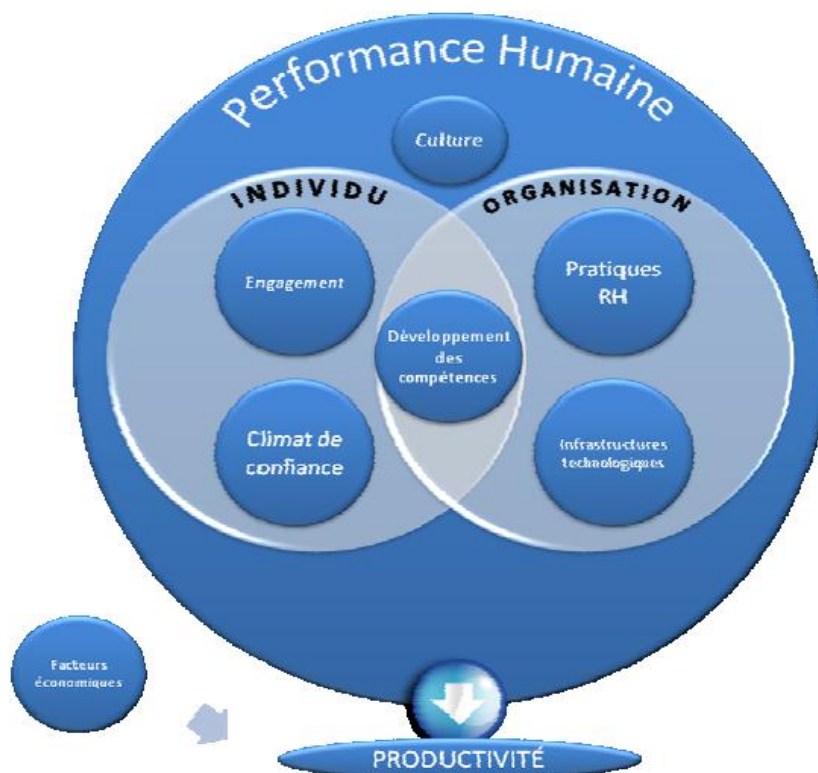 Performance Humaine
Culture
INDIVIDU
ORGANISATION
Engagement
Pratiques
RH
Développement
des
compétences
Climat de
confiance
Infrastructures
technologiques
Facteurs
économiques
PRODUCTIVITÉ